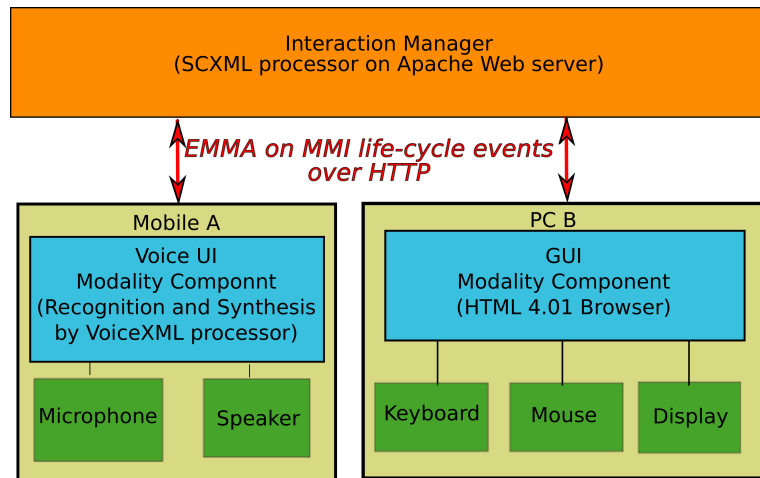 Interaction Manager
(SCXML processor on Apache Web server)
EMMA on MMI life-cycle events
over HTTP
Mobile A
Voice UI
Modality Componnt
(Recognition and Synthesis
by VoiceXML processor)
Microphone
Speaker
PC B
GUI
Modality Component
(HTML 4.01 Browser)
Keyboard
Mouse
Display